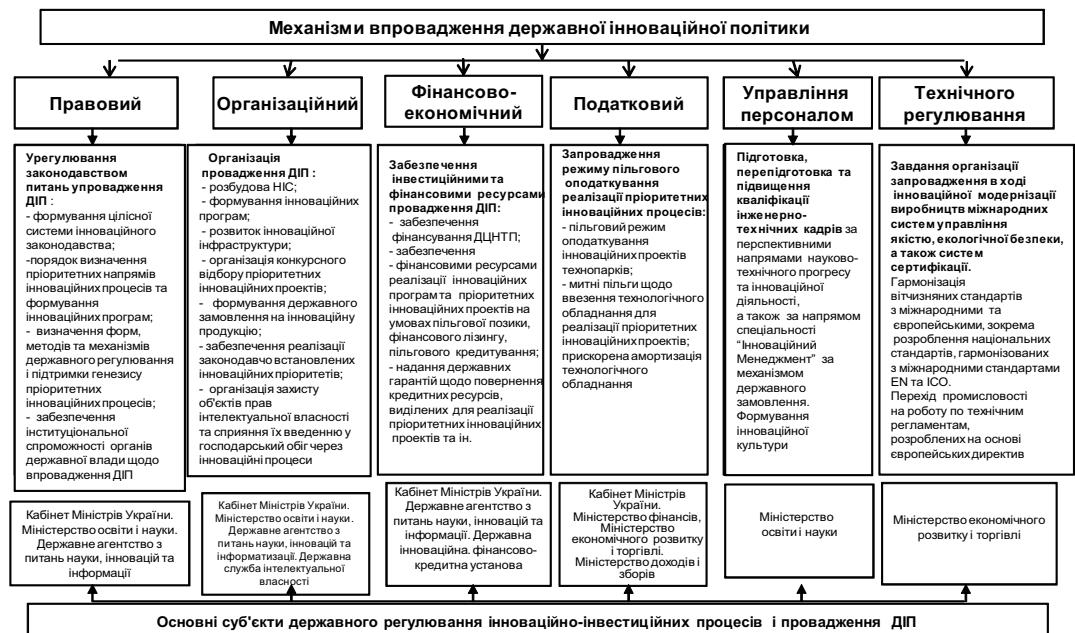 Механізми впровадження державної інноваційної політики
Правовий
Організаційний
Фінансово-
економічний
Податковий
Управління
персоналом
Технічного
регулювання
Урегулювання
законодавством
питань упровадження
ДІП :
- формування цілісної
системи інноваційного
законодавства;
-порядок визначення
пріоритетних напрямів
інноваційних процесів та
формування
інноваційних програм;
- визначення форм,
методів та механізмів
державного регулювання
і підтримки генезису
пріоритетних
інноваційних процесів;
- забезпечення
інституціональної
спроможності органів
державної влади щодо
впровадження ДІП
Організація
провадження ДІП :
- розбудова НІС;
- формування інноваційних
програм;
- розвиток інноваційної
інфраструктури;
- організація конкурсного
відбору пріоритетних
інноваційних проектів;
- формування державного
замовлення на інноваційну
продукцію;
- забезпечення реалізації
законодавчо встановлених
інноваційних пріоритетів;
- організація захисту
об'єктів прав
інтелектуальної власності
та сприяння їх введенню у
господарський обіг через
інноваційні процеси
Забезпечення
інвестиційними та
фінансовими ресурсами
провадження ДІП:
- забезпечення
фінансування ДЦНТП;
- забезпечення
- фінансовими ресурсами
реалізації інноваційних
програм та пріоритетних
інноваційних проектів на
умовах пільгової позики,
фінансового лізингу,
пільгового кредитування;
- надання державних
гарантій щодо повернення
кредитних ресурсів,
виділених для реалізації
пріоритетних інноваційних
проектів та ін.
Запровадження
режиму пільгового
оподаткування
реалізації пріоритетних
інноваційних процесів:
- пільговий режим
оподаткування
інноваційних проектів
технопарків;
- митні пільги щодо
ввезення технологічного
обладнання для
реалізації пріоритетних
інноваційних проектів;
прискорена амортизація
технологічного
обладнання
Підготовка,
перепідготовка та
підвищення
кваліфікації
інженерно-
технічних кадрів за
перспективними
напрямами науково-
технічного прогресу
та інноваційної
діяльності,
а також за напрямом
спеціальності
“Інноваційний
Менеджмент” за
механізмом
державного
замовлення.
Формування
інноваційної
культури
Завдання організації
запровадження в ході
інноваційної модернізації
виробництв міжнародних
систем управління
якістю, екологічної безпеки,
а також систем
сертифікації.
Гармонізація
вітчизняних стандартів
з міжнародними та
європейськими, зокрема
розроблення національних
стандартів, гармонізованих
з міжнародними стандартами
EN та ІСО.
Перехід промисловості
на роботу по технічним
регламентам,
розроблених на основі
європейських директив
Кабінет Міністрів України.
Міністерство освіти і науки.
Державне агентство з
питань науки, інновацій та
інформації
Кабінет Міністрів України.
Міністерство освіти і науки.
Державне агентство з
питань науки, інновацій та
інформатизації. Державна
служба інтелектуальної
власності
Кабінет Міністрів України.
Державне агентство з
питань науки, інновацій та
інформації. Державна
інноваційна. фінансово-
кредитна установа
Кабінет Міністрів
України.
Міністерство фінансів,
Міністерство
економічного розвитку
і торгівлі.
Міністерство доходів і
зборів
Міністерство
освіти і науки
Міністерство економічного
розвитку і торгівлі
Основні суб'єкти державного регулювання інноваційно-інвестиційних процесів і провадження ДІП